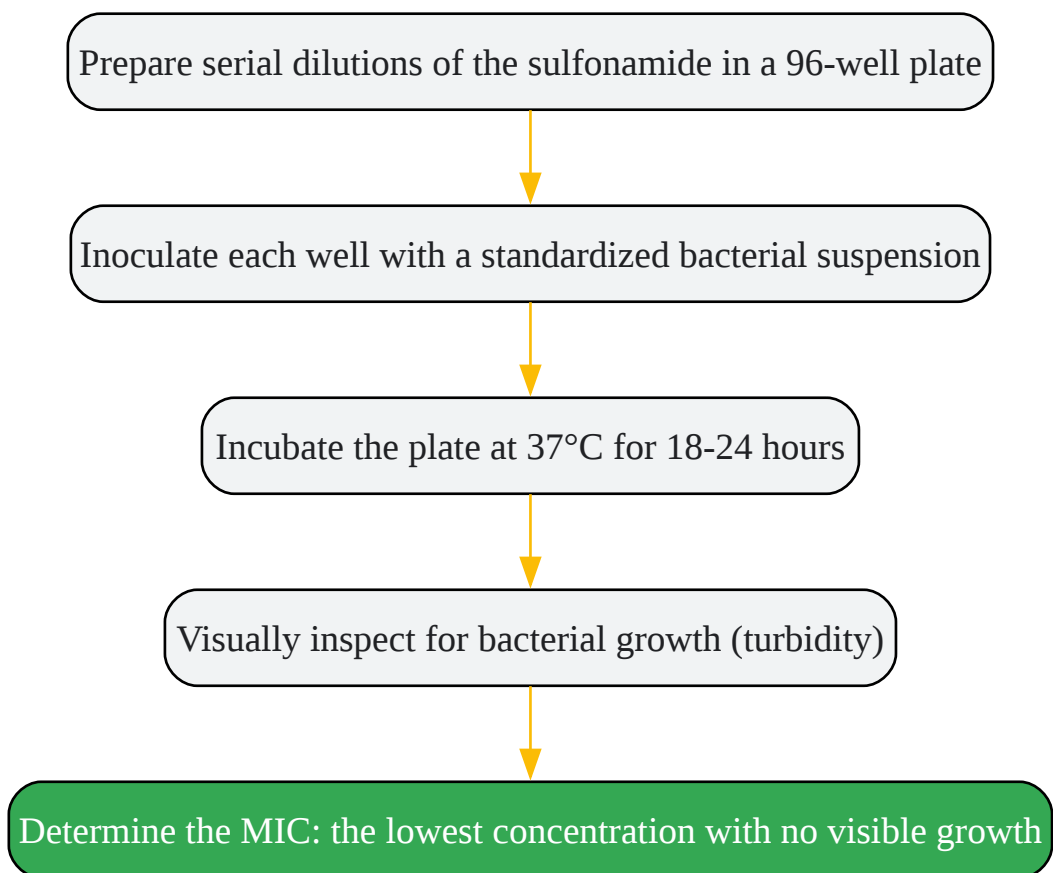 Prepare serial dilutions of the sulfonamide in a 96-well plate
Inoculate each well with a standardized bacterial suspension
Incubate the plate at 37°C for 18-24 hours
Visually inspect for bacterial growth (turbidity)
Determine the MIC: the lowest concentration with no visible growth